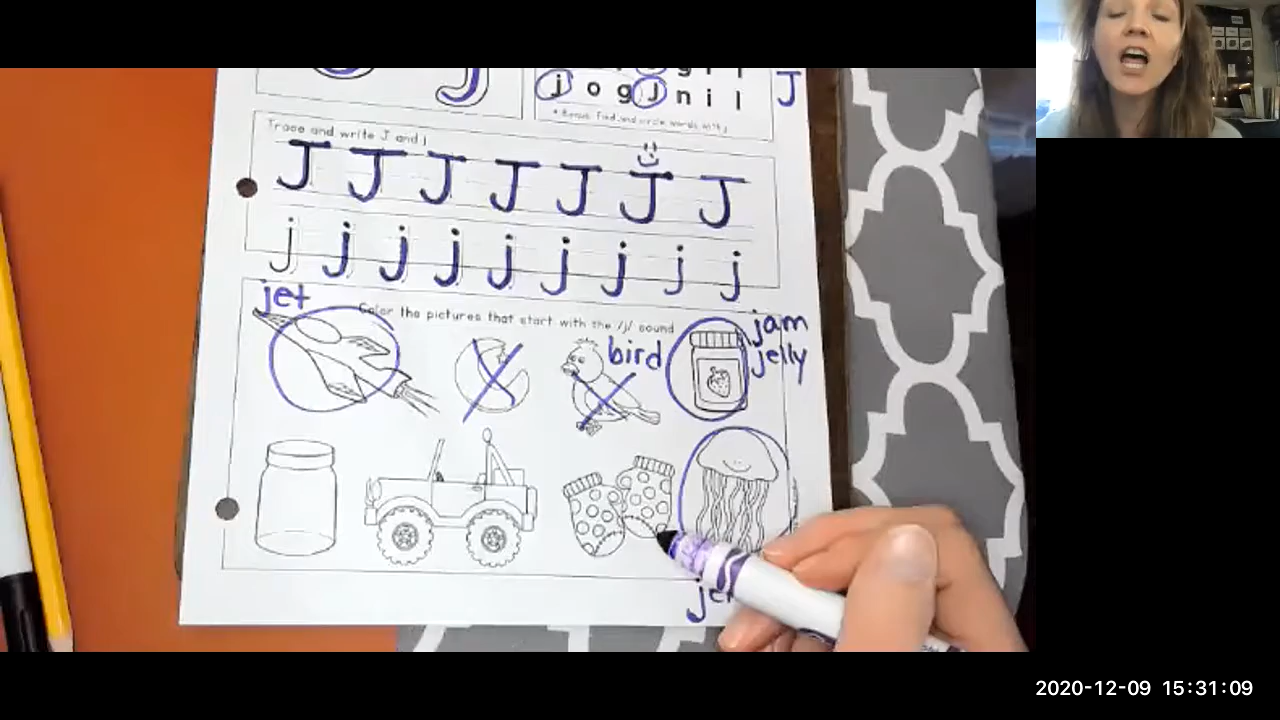 J j
j o g J n i l J
Trace and write J and j
J J J J J J J
j j j j j j j j j
jet
Color the pictures that start with the /j/ sound
jam
bird jelly
2020-12-09 15:31:09